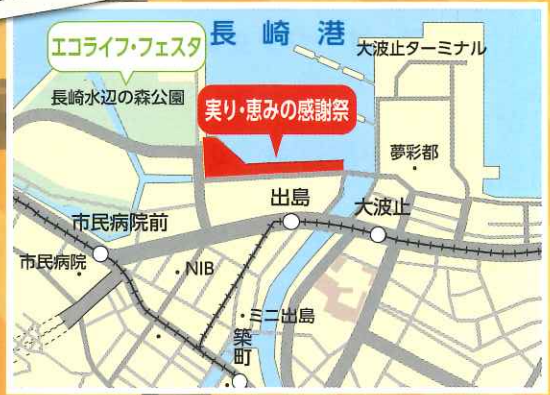 エコライフ・フェスタ
長崎港
大波止ターミナル
長崎水辺の森公園
実り・恵みの感謝祭
夢彩都
出島
大波止
市民病院前
市民病院
NIB
ミニ出島
築町